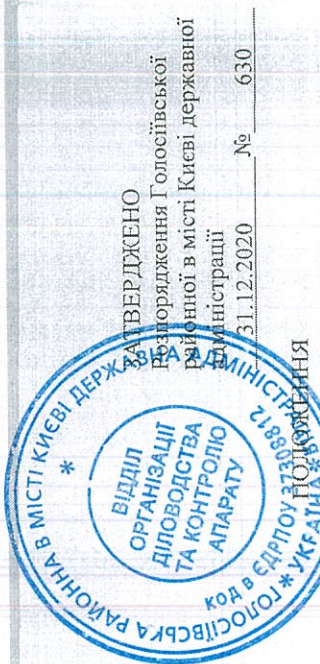 ЗАТВЕРДЖЕНО
Розпорядження Голосіївської
районної в місті Києві державної
адміністрації
31.12.2020 № 630
ПОЛОЖЕННЯ
ГОЛОСІЇВСЬКА РАЙОННА В МІСТІ КИЄВІ ДЕРЖАВНА АДМІНІСТРАЦІЯ
* УКРАЇНА *
КОД В ЄДРПОУ 37308812
*
ВІДДІЛ
ОРГАНІЗАЦІЇ
ДІЛОВОДСТВА
ТА КОНТРОЛЮ
АПАРАТУ